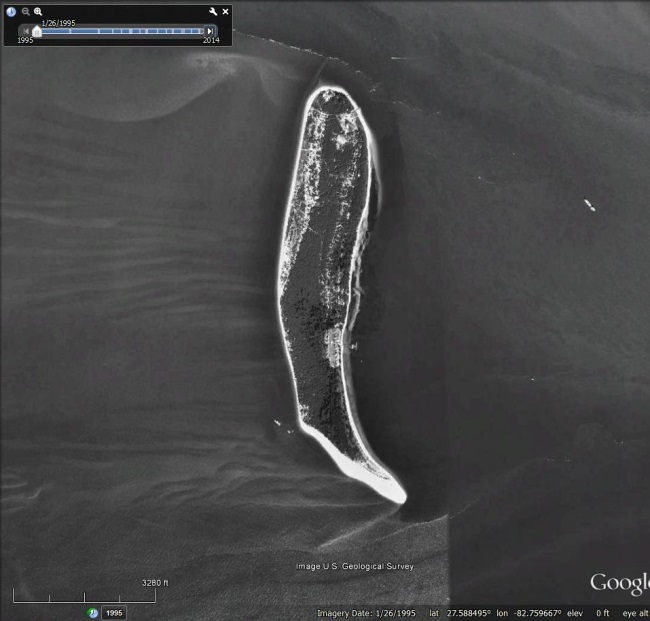 1/26/1995
1995 2014
Image U.S. Geological Survey
3280 ft
Google
1995
Imagery Date: 1/26/1995 lat 27.588495° lon -82.759667° elev 0 ft eye alt